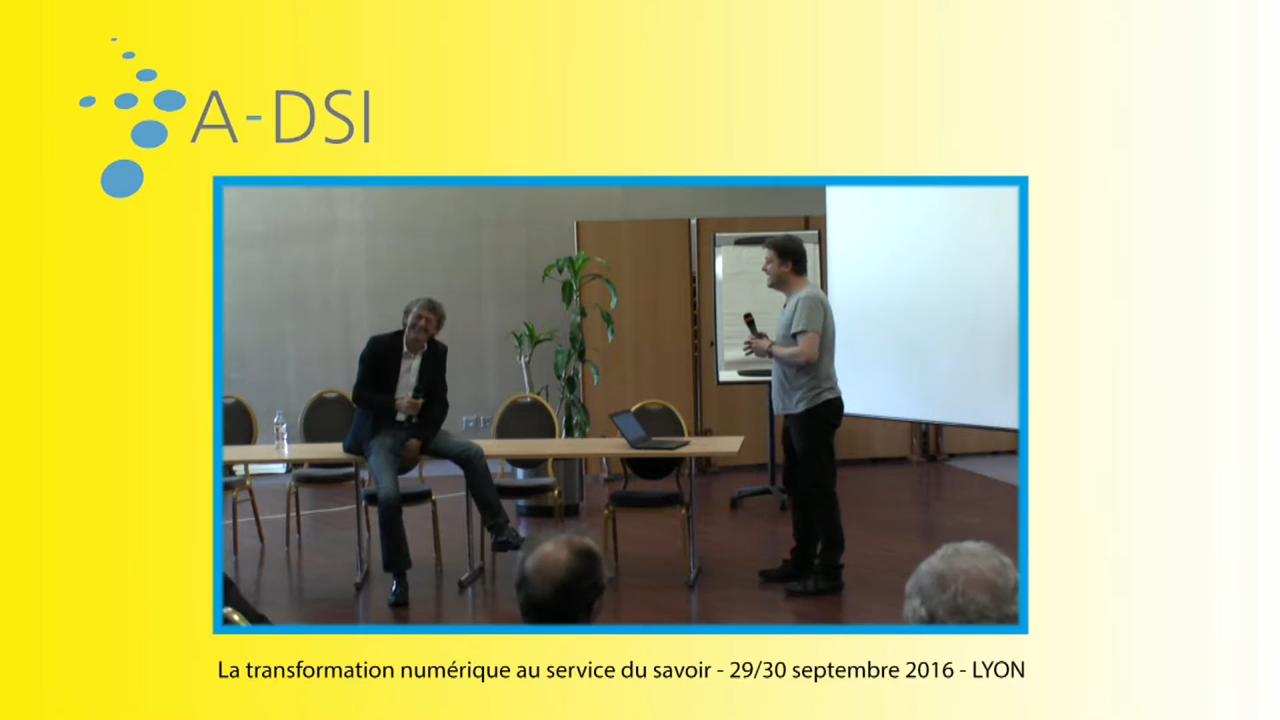 A-DSI
La transformation numérique au service du savoir - 29/30 septembre 2016 - LYON